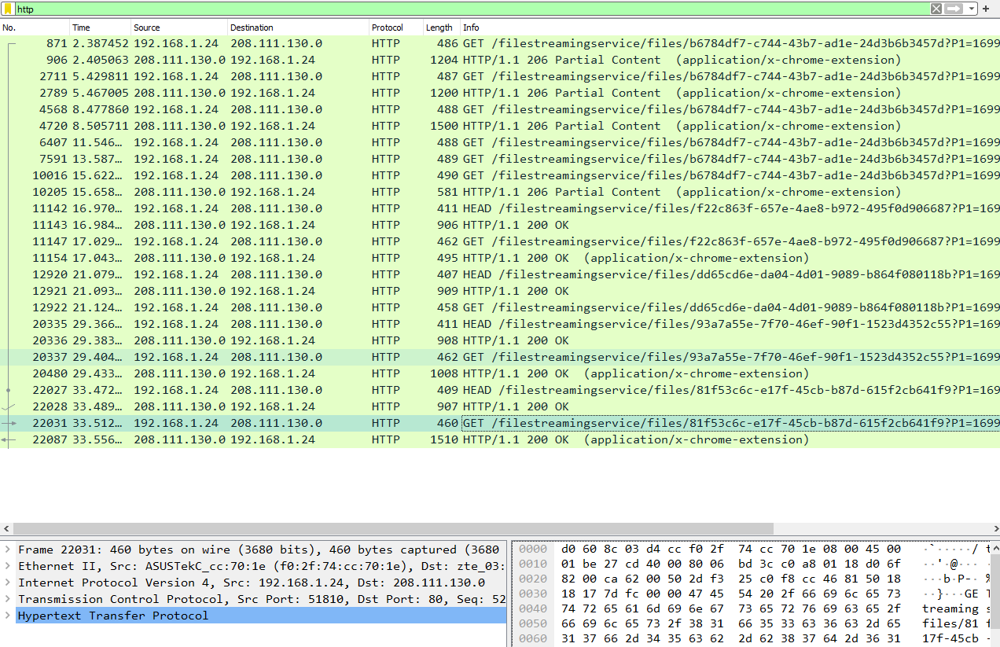 http
No. Time Source Destination Protocol Length Info
871 2.387452 192.168.1.24 208.111.130.0 HTTP 486 GET /filestreamingservice/files/b6784df7-c744-43b7-ad1e-24d3b6b3457d?P1=1699
906 2.405063 208.111.130.0 192.168.1.24 HTTP 1204 HTTP/1.1 206 Partial Content (application/x-chrome-extension)
2711 5.429811 192.168.1.24 208.111.130.0 HTTP 487 GET /filestreamingservice/files/b6784df7-c744-43b7-ad1e-24d3b6b3457d?P1=1699
2789 5.467005 208.111.130.0 192.168.1.24 HTTP 1200 HTTP/1.1 206 Partial Content (application/x-chrome-extension)
4568 8.477860 192.168.1.24 208.111.130.0 HTTP 488 GET /filestreamingservice/files/b6784df7-c744-43b7-ad1e-24d3b6b3457d?P1=1699
4720 8.505711 208.111.130.0 192.168.1.24 HTTP 1500 HTTP/1.1 206 Partial Content (application/x-chrome-extension)
6407 11.546… 192.168.1.24 208.111.130.0 HTTP 488 GET /filestreamingservice/files/b6784df7-c744-43b7-ad1e-24d3b6b3457d?P1=1699
7591 13.587… 192.168.1.24 208.111.130.0 HTTP 489 GET /filestreamingservice/files/b6784df7-c744-43b7-ad1e-24d3b6b3457d?P1=1699
10016 15.622… 192.168.1.24 208.111.130.0 HTTP 490 GET /filestreamingservice/files/b6784df7-c744-43b7-ad1e-24d3b6b3457d?P1=1699
10205 15.658… 208.111.130.0 192.168.1.24 HTTP 581 HTTP/1.1 206 Partial Content (application/x-chrome-extension)
11142 16.970… 192.168.1.24 208.111.130.0 HTTP 411 HEAD /filestreamingservice/files/f22c863f-657e-4ae8-b972-495f0d906687?P1=169
11143 16.984… 208.111.130.0 192.168.1.24 HTTP 906 HTTP/1.1 200 OK
11147 17.029… 192.168.1.24 208.111.130.0 HTTP 462 GET /filestreamingservice/files/f22c863f-657e-4ae8-b972-495f0d906687?P1=1699
11154 17.043… 208.111.130.0 192.168.1.24 HTTP 495 HTTP/1.1 200 OK (application/x-chrome-extension)
12920 21.079… 192.168.1.24 208.111.130.0 HTTP 407 HEAD /filestreamingservice/files/dd65cd6e-da04-4d01-9089-b864f080118b?P1=169
12921 21.093… 208.111.130.0 192.168.1.24 HTTP 909 HTTP/1.1 200 OK
12922 21.124… 192.168.1.24 208.111.130.0 HTTP 458 GET /filestreamingservice/files/dd65cd6e-da04-4d01-9089-b864f080118b?P1=1699
20335 29.366… 192.168.1.24 208.111.130.0 HTTP 411 HEAD /filestreamingservice/files/93a7a55e-7f70-46ef-90f1-1523d4352c55?P1=169
20336 29.383… 208.111.130.0 192.168.1.24 HTTP 908 HTTP/1.1 200 OK
20337 29.404… 192.168.1.24 208.111.130.0 HTTP 462 GET /filestreamingservice/files/93a7a55e-7f70-46ef-90f1-1523d4352c55?P1=1699
20480 29.433… 208.111.130.0 192.168.1.24 HTTP 1008 HTTP/1.1 200 OK (application/x-chrome-extension)
22027 33.472… 192.168.1.24 208.111.130.0 HTTP 409 HEAD /filestreamingservice/files/81f53c6c-e17f-45cb-b87d-615f2cb641f9?P1=169
22028 33.489… 208.111.130.0 192.168.1.24 HTTP 907 HTTP/1.1 200 OK
22031 33.512… 192.168.1.24 208.111.130.0 HTTP 460 GET /filestreamingservice/files/81f53c6c-e17f-45cb-b87d-615f2cb641f9?P1=1699
22087 33.556… 208.111.130.0 192.168.1.24 HTTP 1510 HTTP/1.1 200 OK (application/x-chrome-extension)
Frame 22031: 460 bytes on wire (3680 bits), 460 bytes captured (3680
Ethernet II, Src: ASUSTekC_cc:70:1e (f0:2f:74:cc:70:1e), Dst: zte_03:
Internet Protocol Version 4, Src: 192.168.1.24, Dst: 208.111.130.0
Transmission Control Protocol, Src Port: 51810, Dst Port: 80, Seq: 52
Hypertext Transfer Protocol
0000 d0 60 8c 03 d4 cc f0 2f 74 cc 70 1e 08 00 45 00 ·`·····/ t
0010 01 be 27 cd 40 00 80 06 bd 3c c0 a8 01 18 d0 6f ··'·@···
0020 82 00 ca 62 00 50 2d f3 25 c0 f8 cc 46 81 50 18 ···b·P-· %
0030 18 17 7d fc 00 00 47 45 54 20 2f 66 69 6c 65 73 ··}···GE T
0040 74 72 65 61 6d 69 6e 67 73 65 72 76 69 63 65 2f treaming s
0050 66 69 6c 65 73 2f 38 31 66 35 33 63 36 63 2d 65 files/81 f
0060 31 37 66 2d 34 35 63 62 2d 62 38 37 64 2d 36 31 17f-45cb -